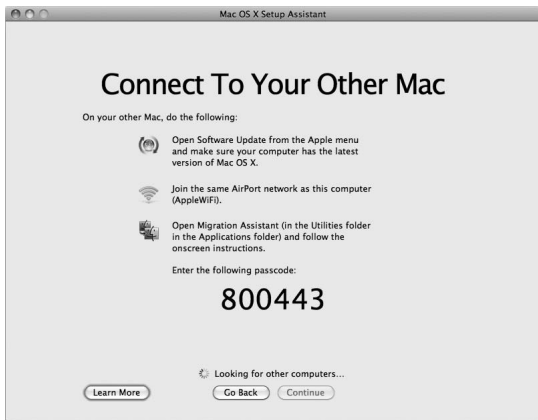 Mac OS X Setup Assistant
Connect To Your Other Mac
On your other Mac, do the following:
Open Software Update from the Apple menu
and make sure your computer has the latest
version of Mac OS X.
Join the same AirPort network as this computer
(AppleWiFi).
Open Migration Assistant (in the Utilities folder
in the Applications folder) and follow the
onscreen instructions.
Enter the following passcode:
800443
Looking for other computers...
Learn More
Go Back
Continue